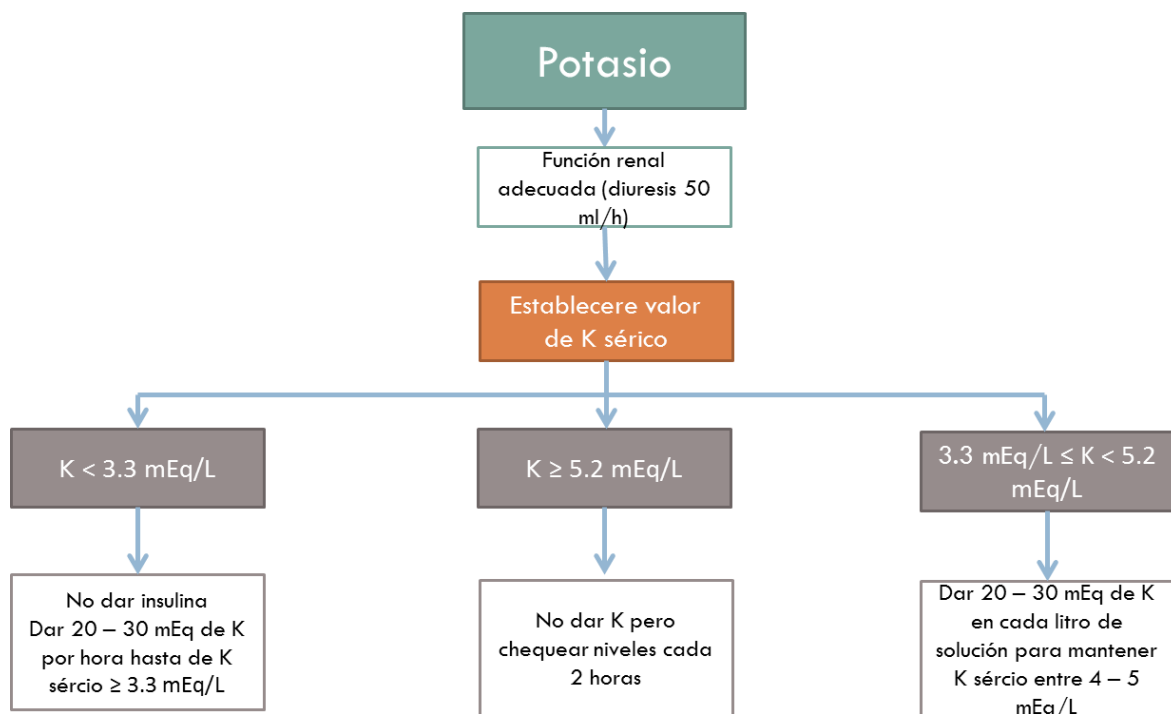 Potasio
Función renal
adecuada (diuresis 50
ml/h)
Establecere valor
de K sérico
K < 3.3 mEq/L
K ≥ 5.2 mEq/L
3.3 mEq/L ≤ K < 5.2
mEq/L
No dar insulina
Dar 20 – 30 mEq de K
por hora hasta de K
sércio ≥ 3.3 mEq/L
No dar K pero
chequear niveles cada
2 horas
Dar 20 – 30 mEq de K
en cada litro de
solución para mantener
K sércio entre 4 – 5
mEq/L